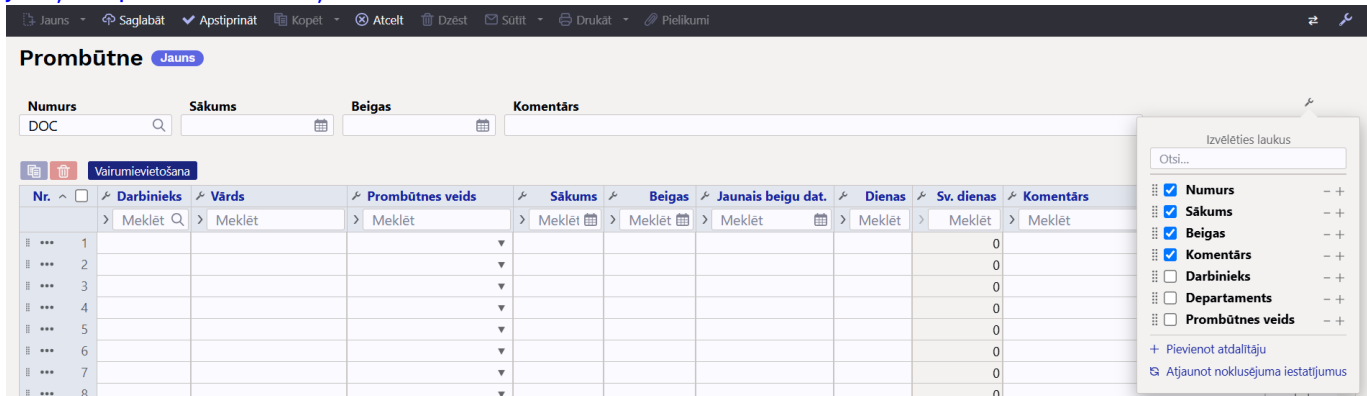 Jauns Saglabāt Apstiprināt Kopēt Atcelt Dzēst Sūtīt Drukāt Pielikumi
Prombūtne Jauns
Numurs Sākums Beigas Komentārs
DOC
Izvēlēties laukus
Otsi...
Numurs
Sākums
Beigas
Komentārs
Darbinieks
Departaments
Prombūtnes veids
+ Pievienot atdalītāju
Atjaunot noklusējuma iestatījumus
Vairumievietošana
Nr. Darbinieks Vārds Prombūtnes veids Sākums Beigas Jaunais beigu dat. Dienas Sv. dienas Komentārs
Meklēt Meklēt Meklēt Meklēt Meklēt Meklēt Meklēt Meklēt Meklēt
1 0
2 0
3 0
4 0
5 0
6 0
7 0
8 0